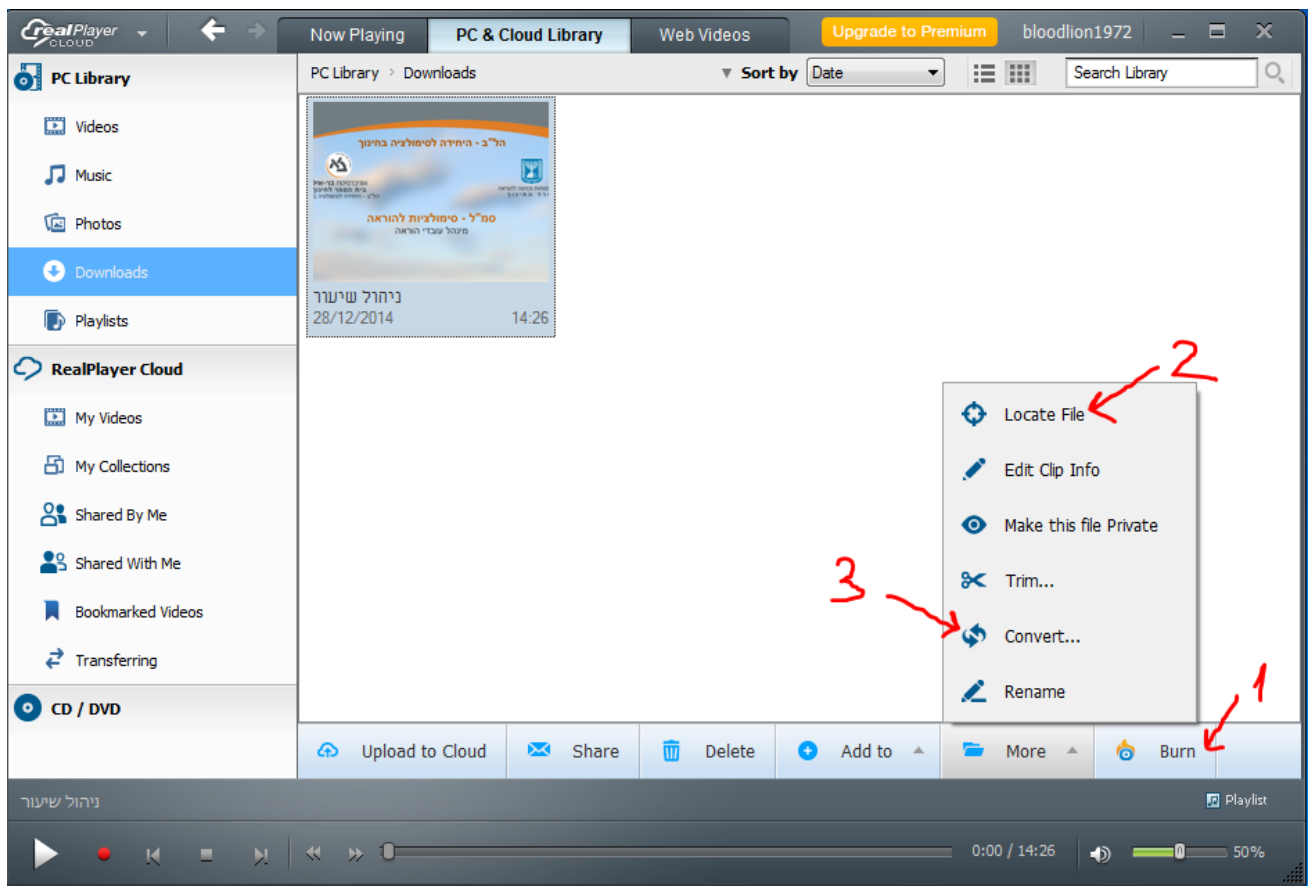 realPlayer
CLOUD
Now Playing
PC & Cloud Library
Web Videos
Upgrade to Premium
bloodlion1972
PC Library
Videos
Music
Photos
Downloads
Playlists
RealPlayer Cloud
My Videos
My Collections
Shared By Me
Shared With Me
Bookmarked Videos
Transferring
CD / DVD
PC Library > Downloads
Sort by Date
Search Library
הל"ב - היחידה לסימולציה בחינוך
סמ"ל - סימולציות להוראה
מינהל עובדי הוראה
ניהול שיעור
28/12/2014 14:26
2
Locate File
Edit Clip Info
Make this file Private
Trim...
3
Convert...
Rename
1
Upload to Cloud
Share
Delete
Add to
More
Burn
ניהול שיעור
Playlist
0:00 / 14:26
50%